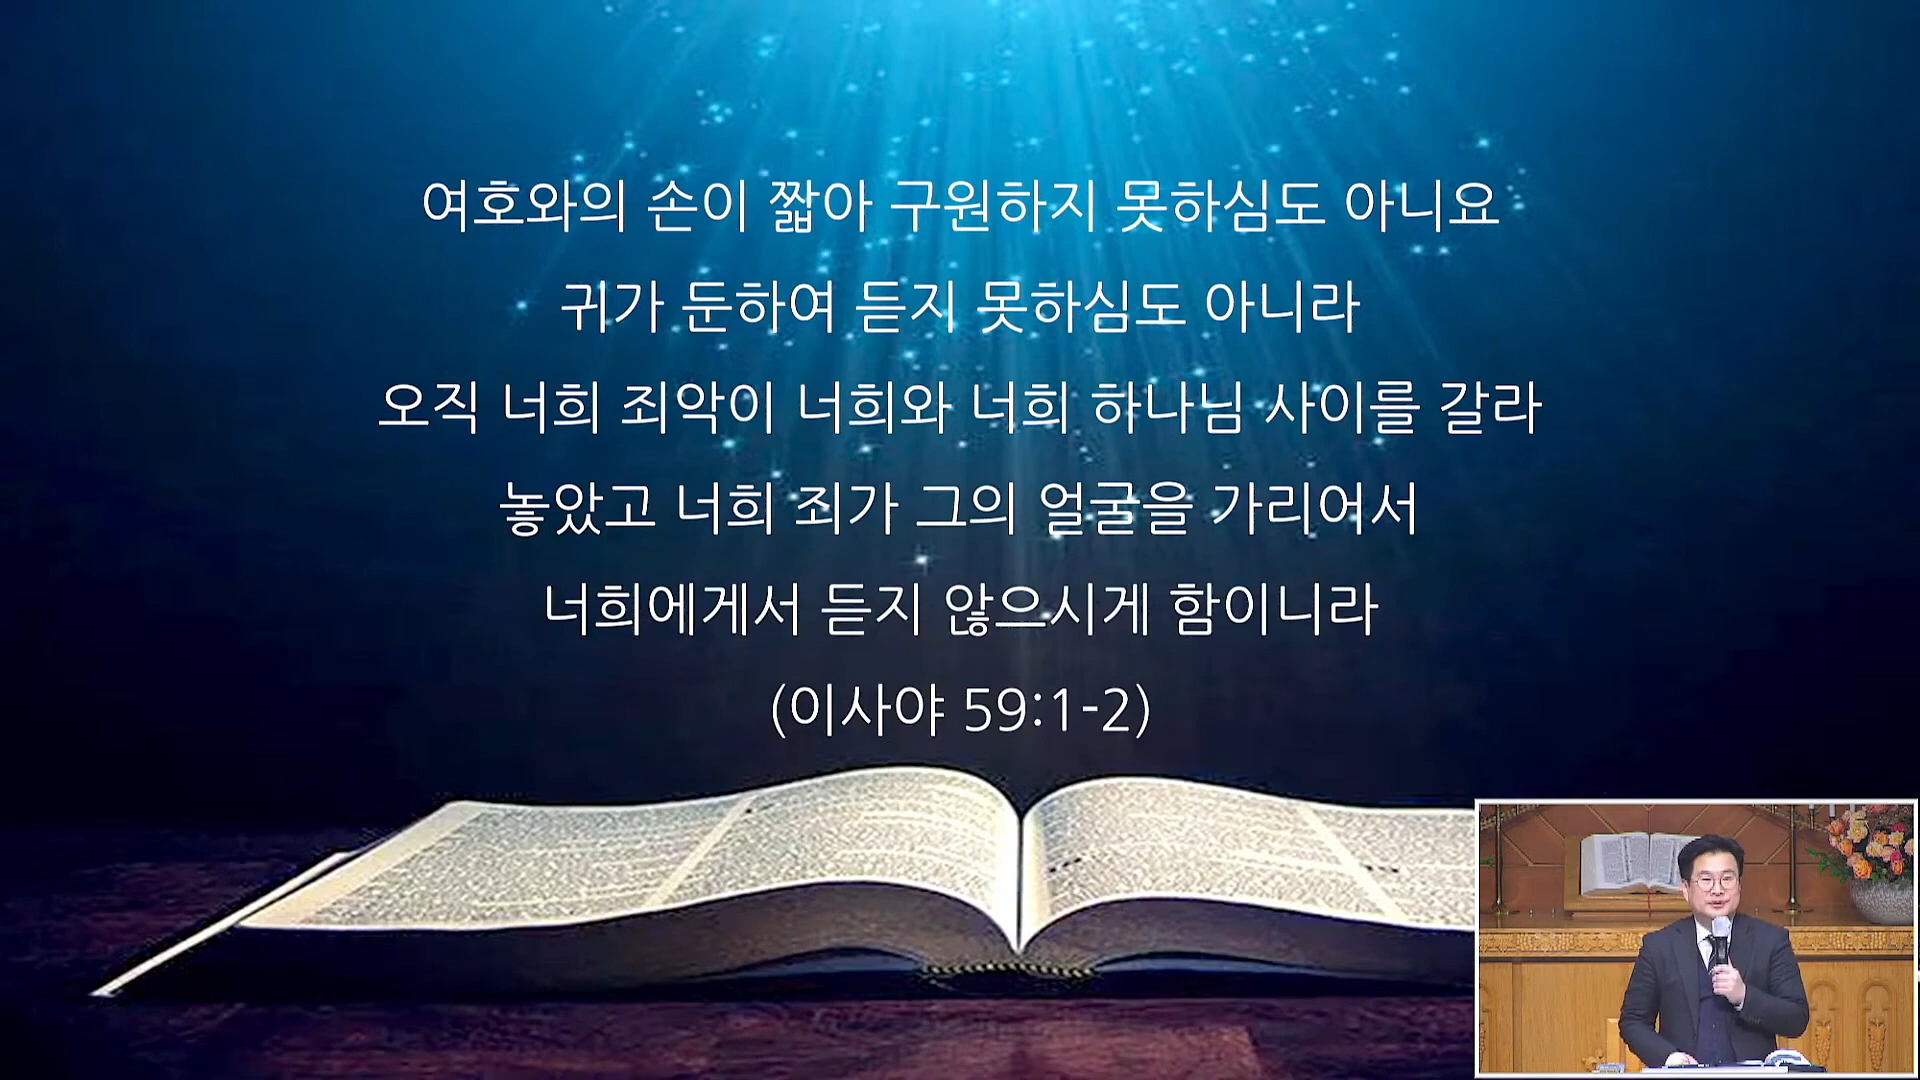 여호와의 손이 짧아 구원하지 못하심도 아니요
귀가 둔하여 듣지 못하심도 아니라
오직 너희 죄악이 너희와 너희 하나님 사이를 갈라
놓았고 너희 죄가 그의 얼굴을 가리어서
너희에게서 듣지 않으시게 함이니라
(이사야 59:1-2)